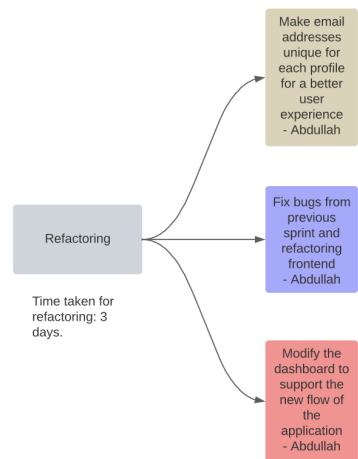 Make email
addresses
unique for
each profile
for a better
user
experience
- Abdullah
Refactoring
Fix bugs from
previous
sprint and
refactoring
frontend
- Abdullah
Time taken for
refactoring: 3
days.
Modify the
dashboard to
support the
new flow of
the
application
- Abdullah